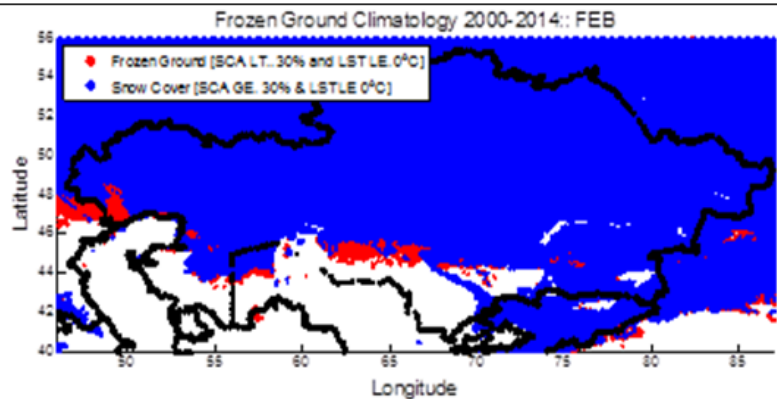 Frozen Ground Climatology 2000-2014:: FEB
Frozen Ground [SCA LT.. 30% and LST LE. 0°C]
Snow Cover [SCA GE. 30% & LST LE 0°C]
Latitude
56
54
52
50
48
46
44
42
40
50 55 60 65 70 75 80 85
Longitude